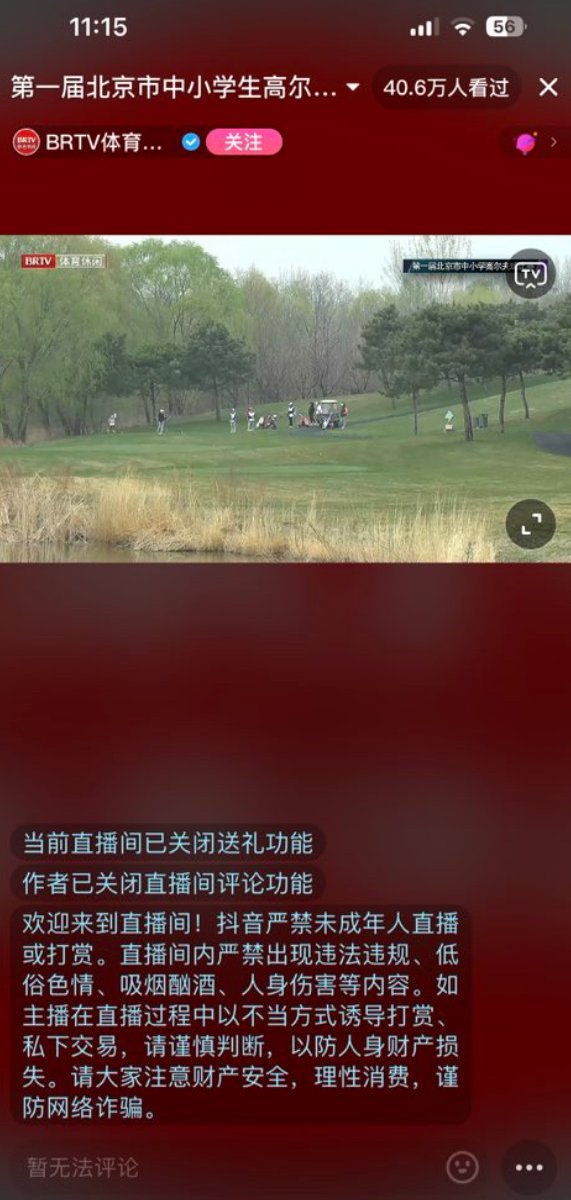 11:15
56
第一届北京市中小学生高尔...
40.6万人看过
BRTV
BRTV体育...
关注
BRTV 体育休闲
第一届北京市中小学高尔夫
TV
当前直播间已关闭送礼功能
作者已关闭直播间评论功能
欢迎来到直播间！抖音严禁未成年人直播
或打赏。直播间内严禁出现违法违规、低
俗色情、吸烟酗酒、人身伤害等内容。如
主播在直播过程中以不当方式诱导打赏、
私下交易，请谨慎判断，以防人身财产损
失。请大家注意财产安全，理性消费，谨
防网络诈骗。
暂无法评论